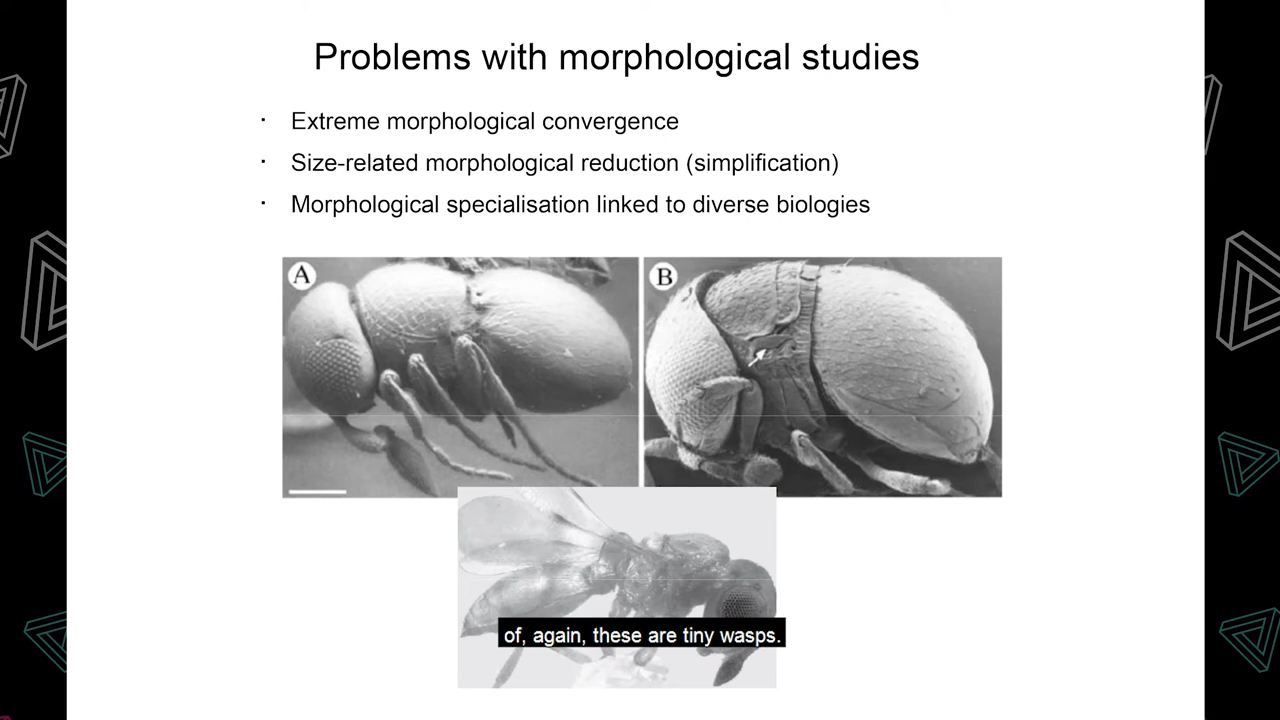 Problems with morphological studies
· Extreme morphological convergence
· Size-related morphological reduction (simplification)
· Morphological specialisation linked to diverse biologies
A
B
of, again, these are tiny wasps.